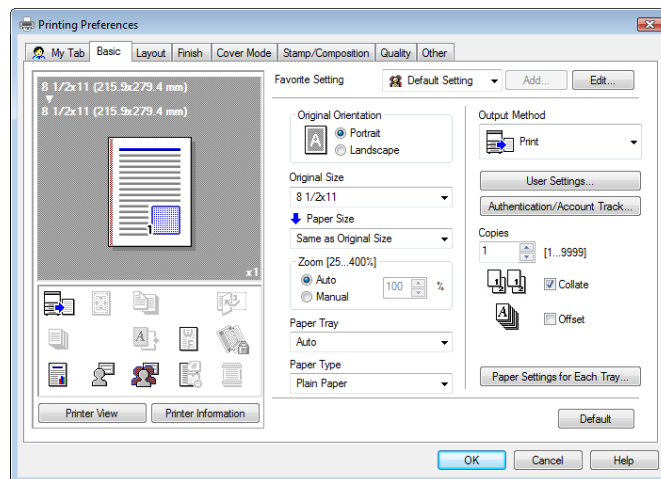 Printing Preferences
My Tab Basic Layout Finish Cover Mode Stamp/Composition Quality Other
8 1/2x11 (215.9x279.4 mm)
8 1/2x11 (215.9x279.4 mm)
1
x1
Printer View Printer Information
Favorite Setting Default Setting Add... Edit...
Original Orientation
A
Portrait
Landscape
Original Size
8 1/2x11
Paper Size
Same as Original Size
Zoom [25...400%]
Auto
Manual
100 %
Paper Tray
Auto
Paper Type
Plain Paper
Output Method
Print
User Settings...
Authentication/Account Track...
Copies
1 [1...9999]
Collate
Offset
Paper Settings for Each Tray...
Default
OK Cancel Help